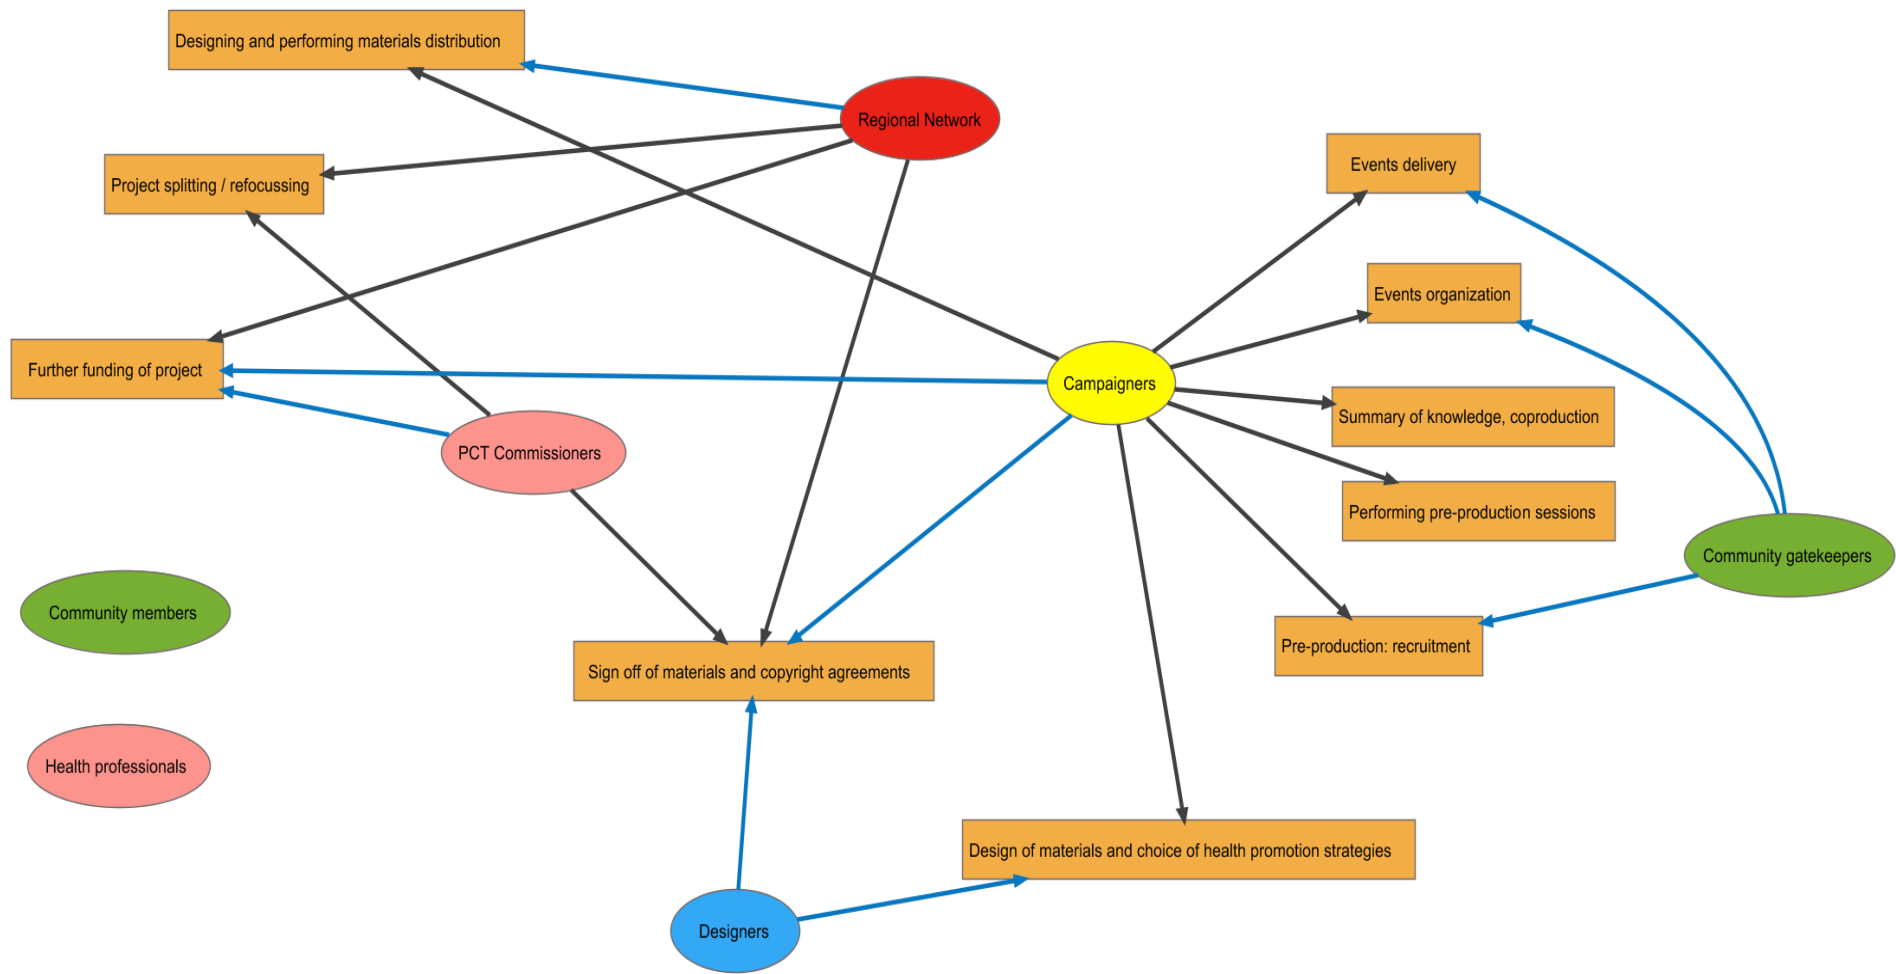 Designing and performing materials distribution
Regional Network
Events delivery
Project splitting / refocussing
Events organization
Further funding of project
Campaigners
Summary of knowledge, coproduction
PCT Commissioners
Performing pre-production sessions
Community gatekeepers
Community members
Pre-production: recruitment
Sign off of materials and copyright agreements
Health professionals
Design of materials and choice of health promotion strategies
Designers